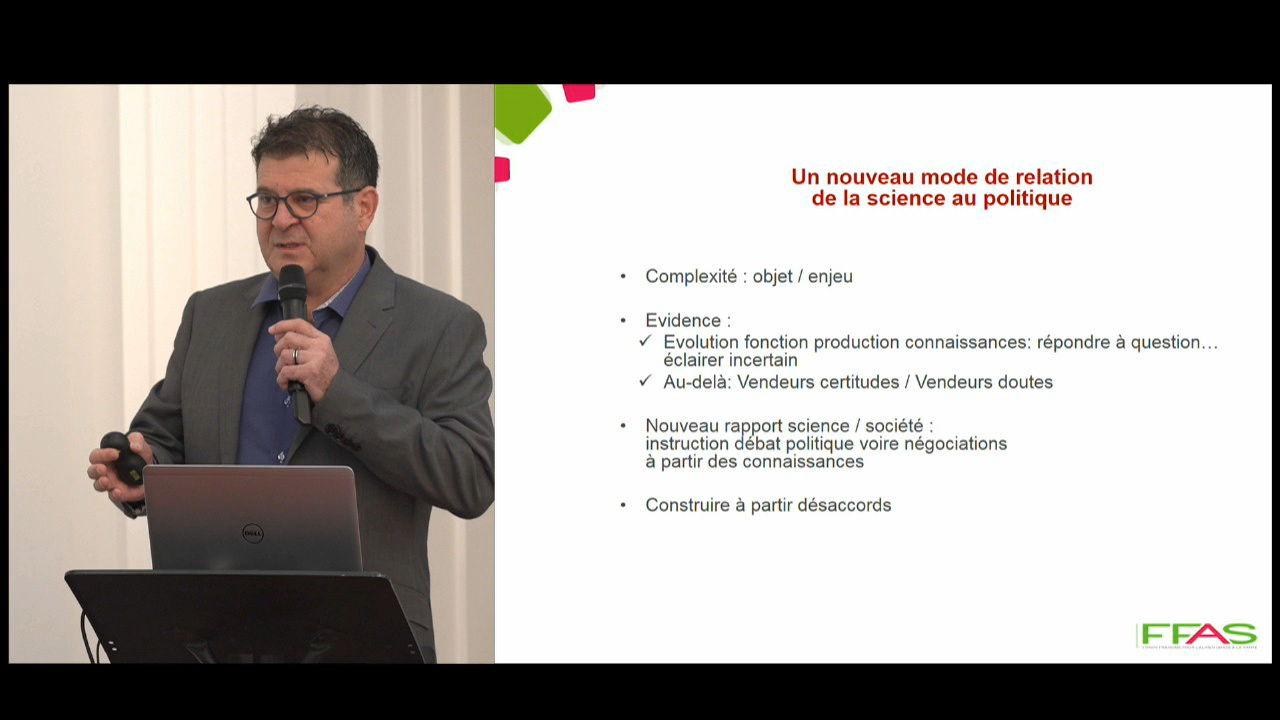 DELL
Un nouveau mode de relation
de la science au politique
• Complexité : objet / enjeu
• Evidence :
✓ Evolution fonction production connaissances: répondre à question…
éclairer incertain
✓ Au-delà: Vendeurs certitudes / Vendeurs doutes
• Nouveau rapport science / société :
instruction débat politique voire négociations
à partir des connaissances
• Construire à partir désaccords
FFAS